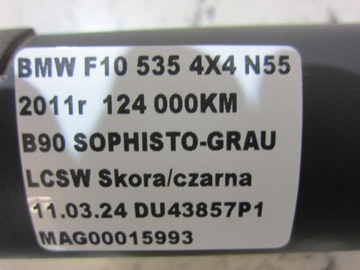 BMW F10 535 4X4 N55
2011r 124 000KM
B90 SOPHISTO-GRAU
LCSW Skora/czarna
11.03.24 DU43857P1
MAG00015993